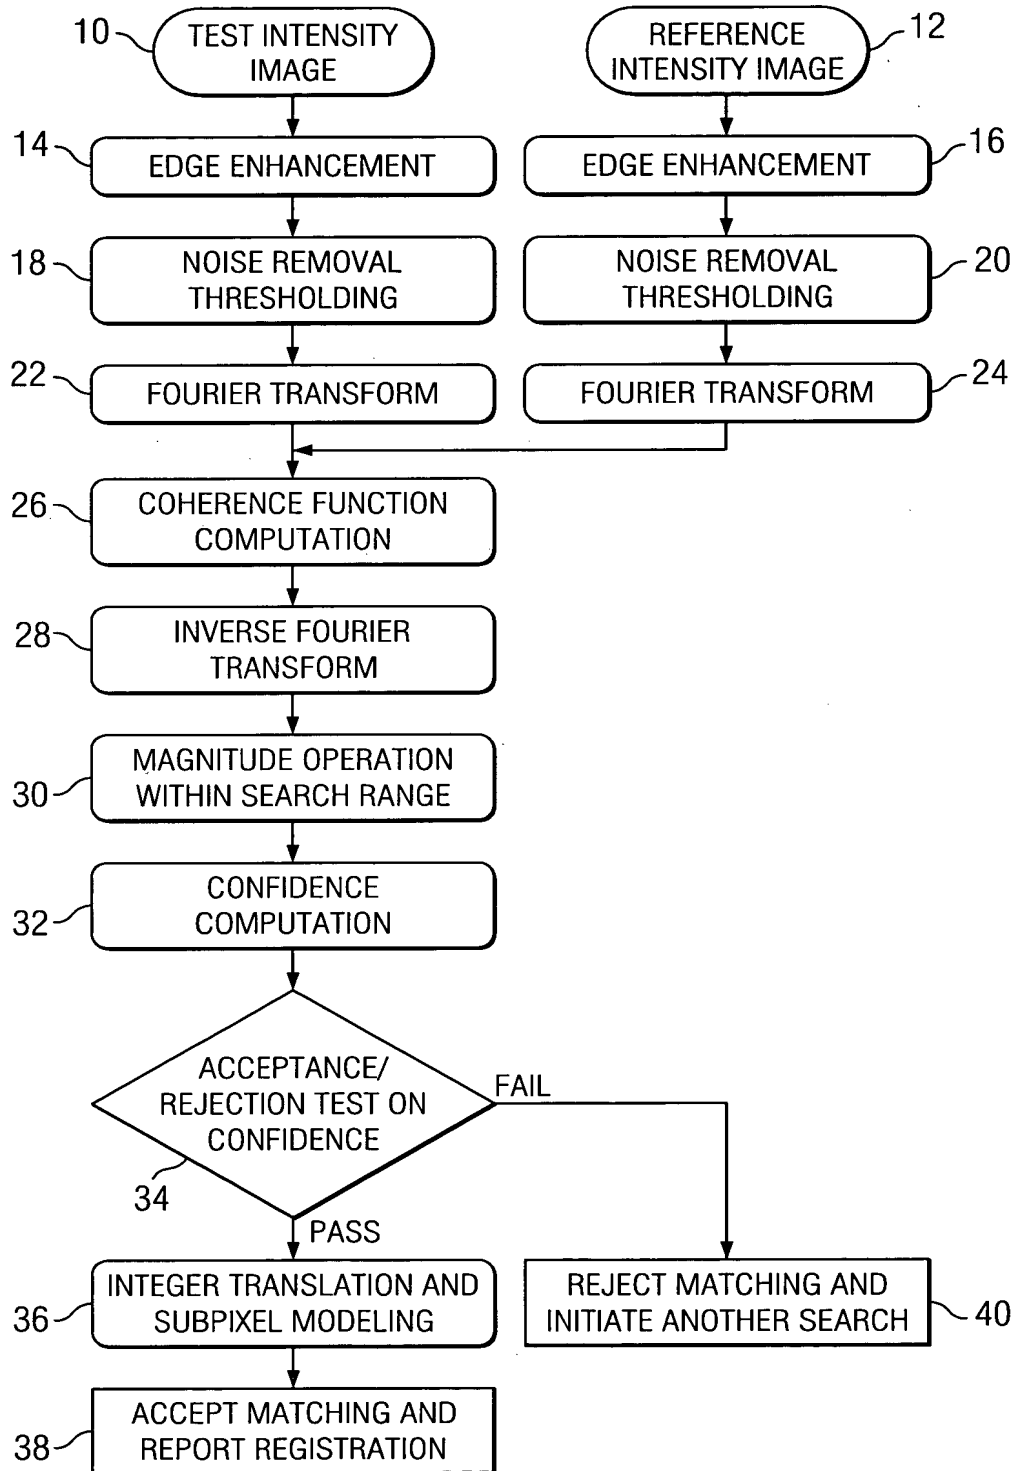 10
TEST INTENSITY
IMAGE
REFERENCE
INTENSITY IMAGE
12
14
EDGE ENHANCEMENT
EDGE ENHANCEMENT
16
18
NOISE REMOVAL
THRESHOLDING
NOISE REMOVAL
THRESHOLDING
20
22
FOURIER TRANSFORM
FOURIER TRANSFORM
24
26
COHERENCE FUNCTION
COMPUTATION
28
INVERSE FOURIER
TRANSFORM
30
MAGNITUDE OPERATION
WITHIN SEARCH RANGE
32
CONFIDENCE
COMPUTATION
ACCEPTANCE/
REJECTION TEST ON
CONFIDENCE
34
FAIL
PASS
36
INTEGER TRANSLATION AND
SUBPIXEL MODELING
REJECT MATCHING AND
INITIATE ANOTHER SEARCH
40
38
ACCEPT MATCHING AND
REPORT REGISTRATION